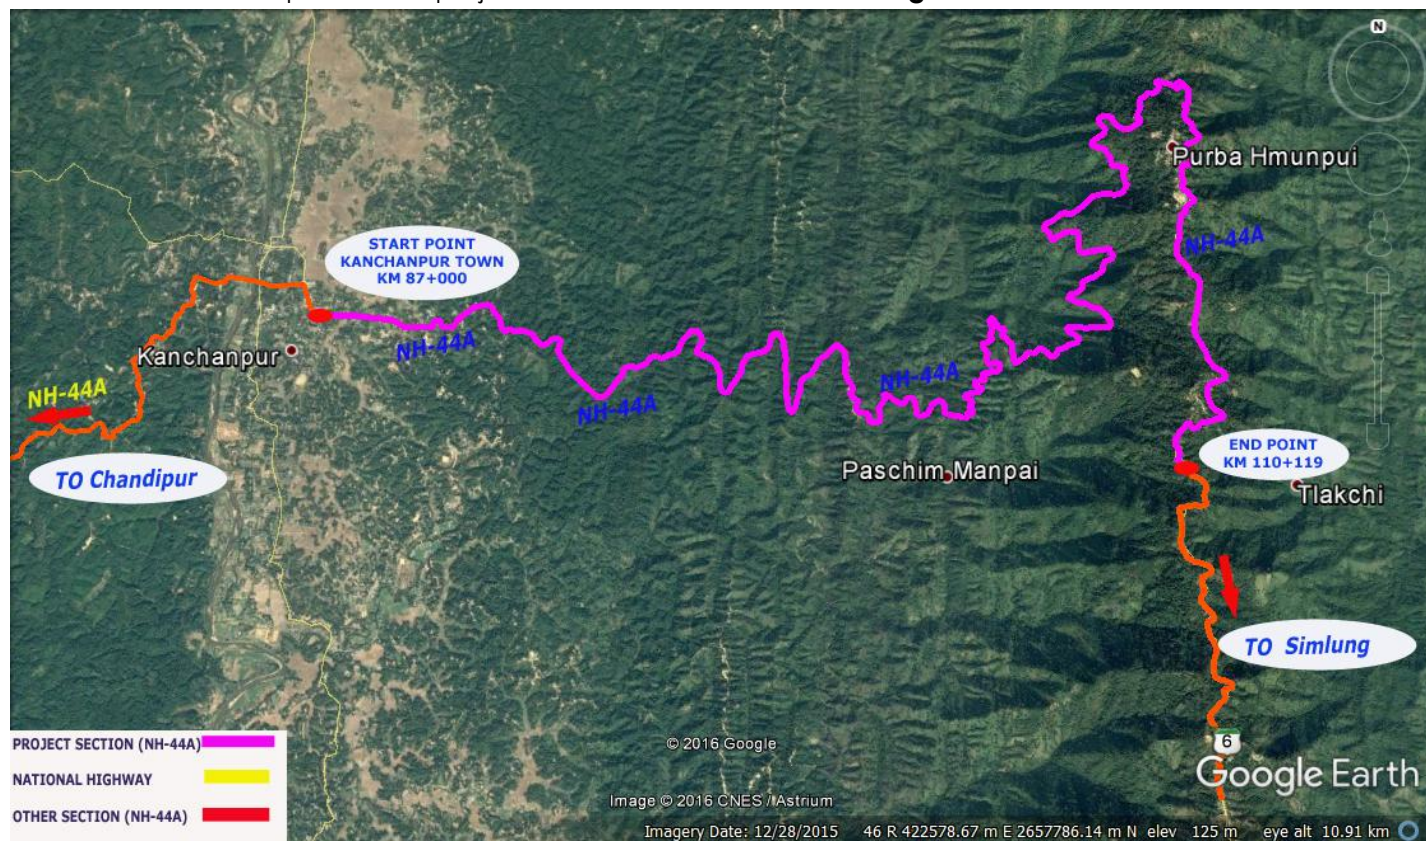 N
Purba Hmunpui
NH-44A
START POINT
KANCHANPUR TOWN
KM 87+000
Kanchanpur
NH-44A
NH-44A
NH-44A
NH-44A
TO Chandipur
END POINT
KM 110+119
Paschim Manpai
Tlakchi
TO Simlung
6
PROJECT SECTION (NH-44A)
NATIONAL HIGHWAY
OTHER SECTION (NH-44A)
© 2016 Google
Google Earth
Image © 2016 CNES / Astrium
Imagery Date: 12/28/2015 46 R 422578.67 m E 2657786.14 m N elev 125 m eye alt 10.91 km